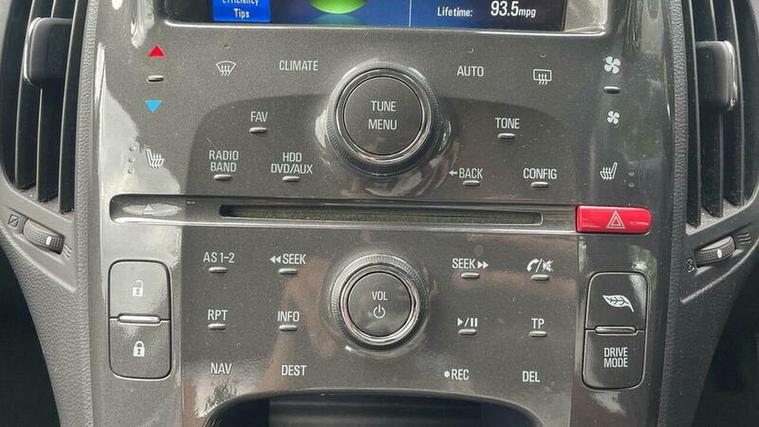 Efficiency
Tips
Lifetime: 93.5mpg
CLIMATE
AUTO
TUNE
MENU
FAV
TONE
RADIO
BAND
HDD
DVD/AUX
BACK
CONFIG
AS 1-2
SEEK
SEEK
VOL
RPT
INFO
TP
NAV
DEST
REC
DEL
DRIVE
MODE